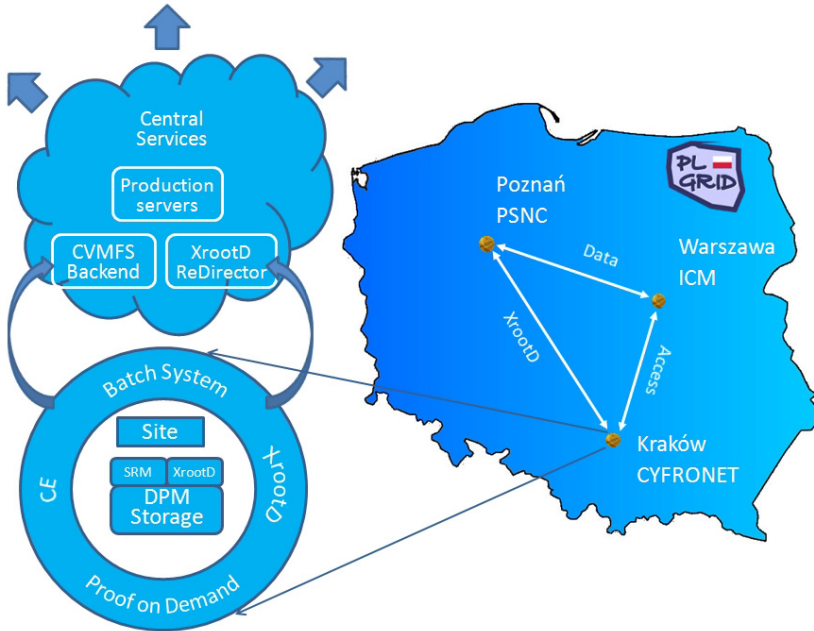 Central
Services
Production
servers
CVMFS
Backend
XrootD
ReDirector
Batch System
CE
XrootD
Proof on Demand
Site
SRM
XrootD
DPM
Storage
PL
GRID
Poznań
PSNC
Data
Warszawa
ICM
XrootD
Access
Kraków
CYFRONET